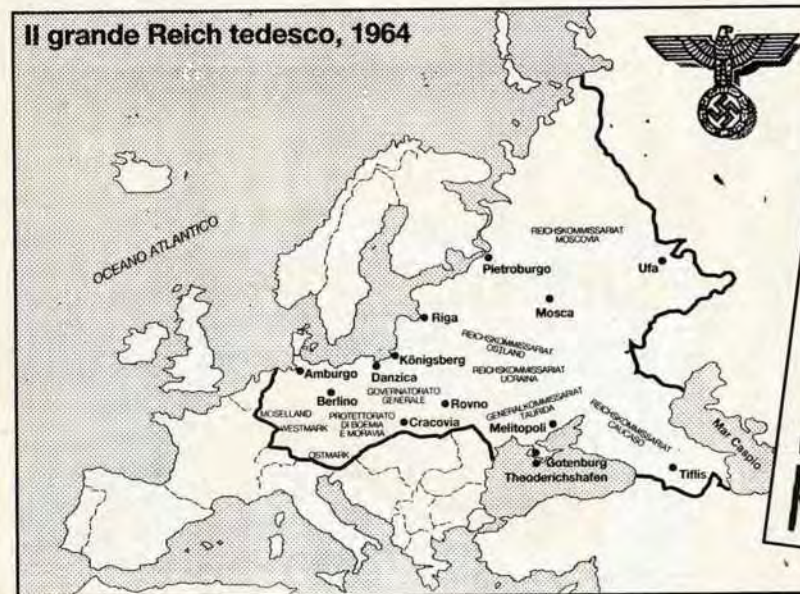 Il grande Reich tedesco, 1964
OCEANO ATLANTICO
REICHSKOMMISSARIAT
MOSCOVIA
Pietroburgo
Ufa
Mosca
Riga
REICHSKOMMISSARIAT
OSTLAND
Königsberg
Amburgo
Danzica
REICHSKOMMISSARIAT
UCRAINA
Berlino
GOVERNATORATO
GENERALE
Rovno
MOSELLAND
WESTMARK
PROTETTORATO
DI BOEMIA
E MORAVIA
Cracovia
GENERALKOMMISSARIAT
TAURIDA
Melitopoli
REICHSKOMMISSARIAT
CAUCASO
Mar Caspio
OSTMARK
Gotenburg
Theoderichshafen
Tiflis